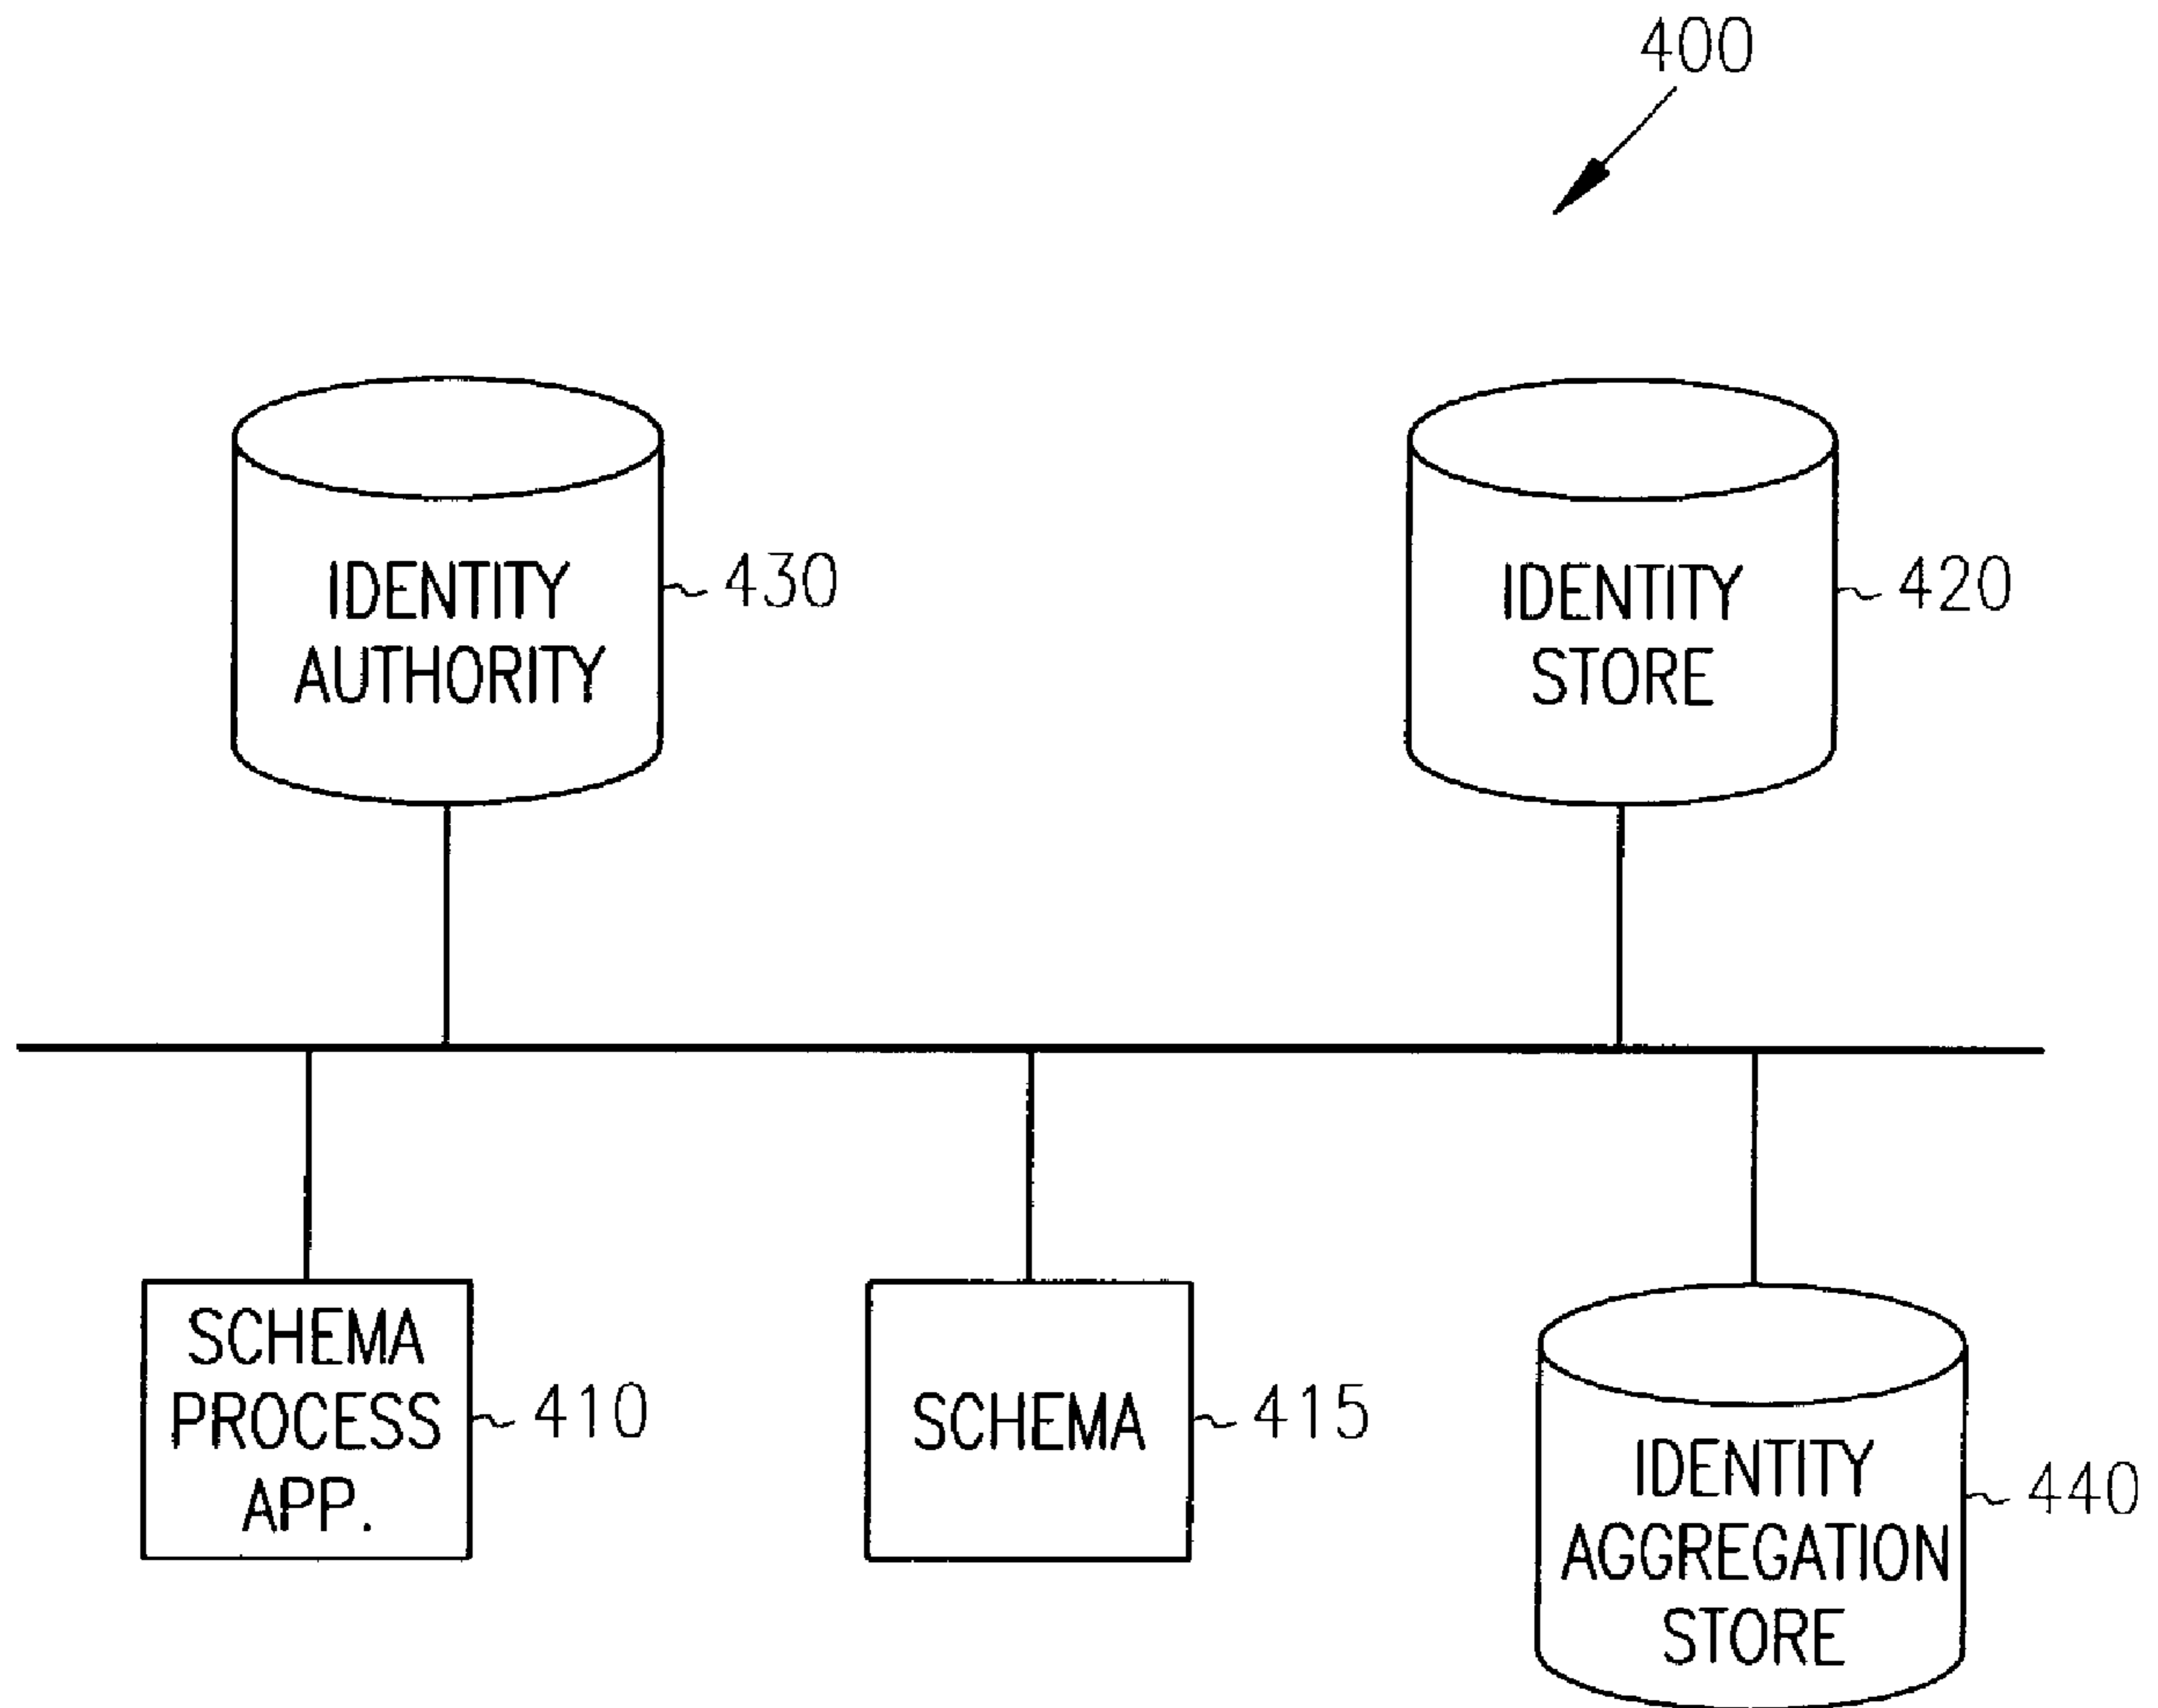 400
IDENTITY
AUTHORITY
430
IDENTITY
STORE
420
SCHEMA
PROCESS
APP.
410
SCHEMA
415
IDENTITY
AGGREGATION
STORE
440